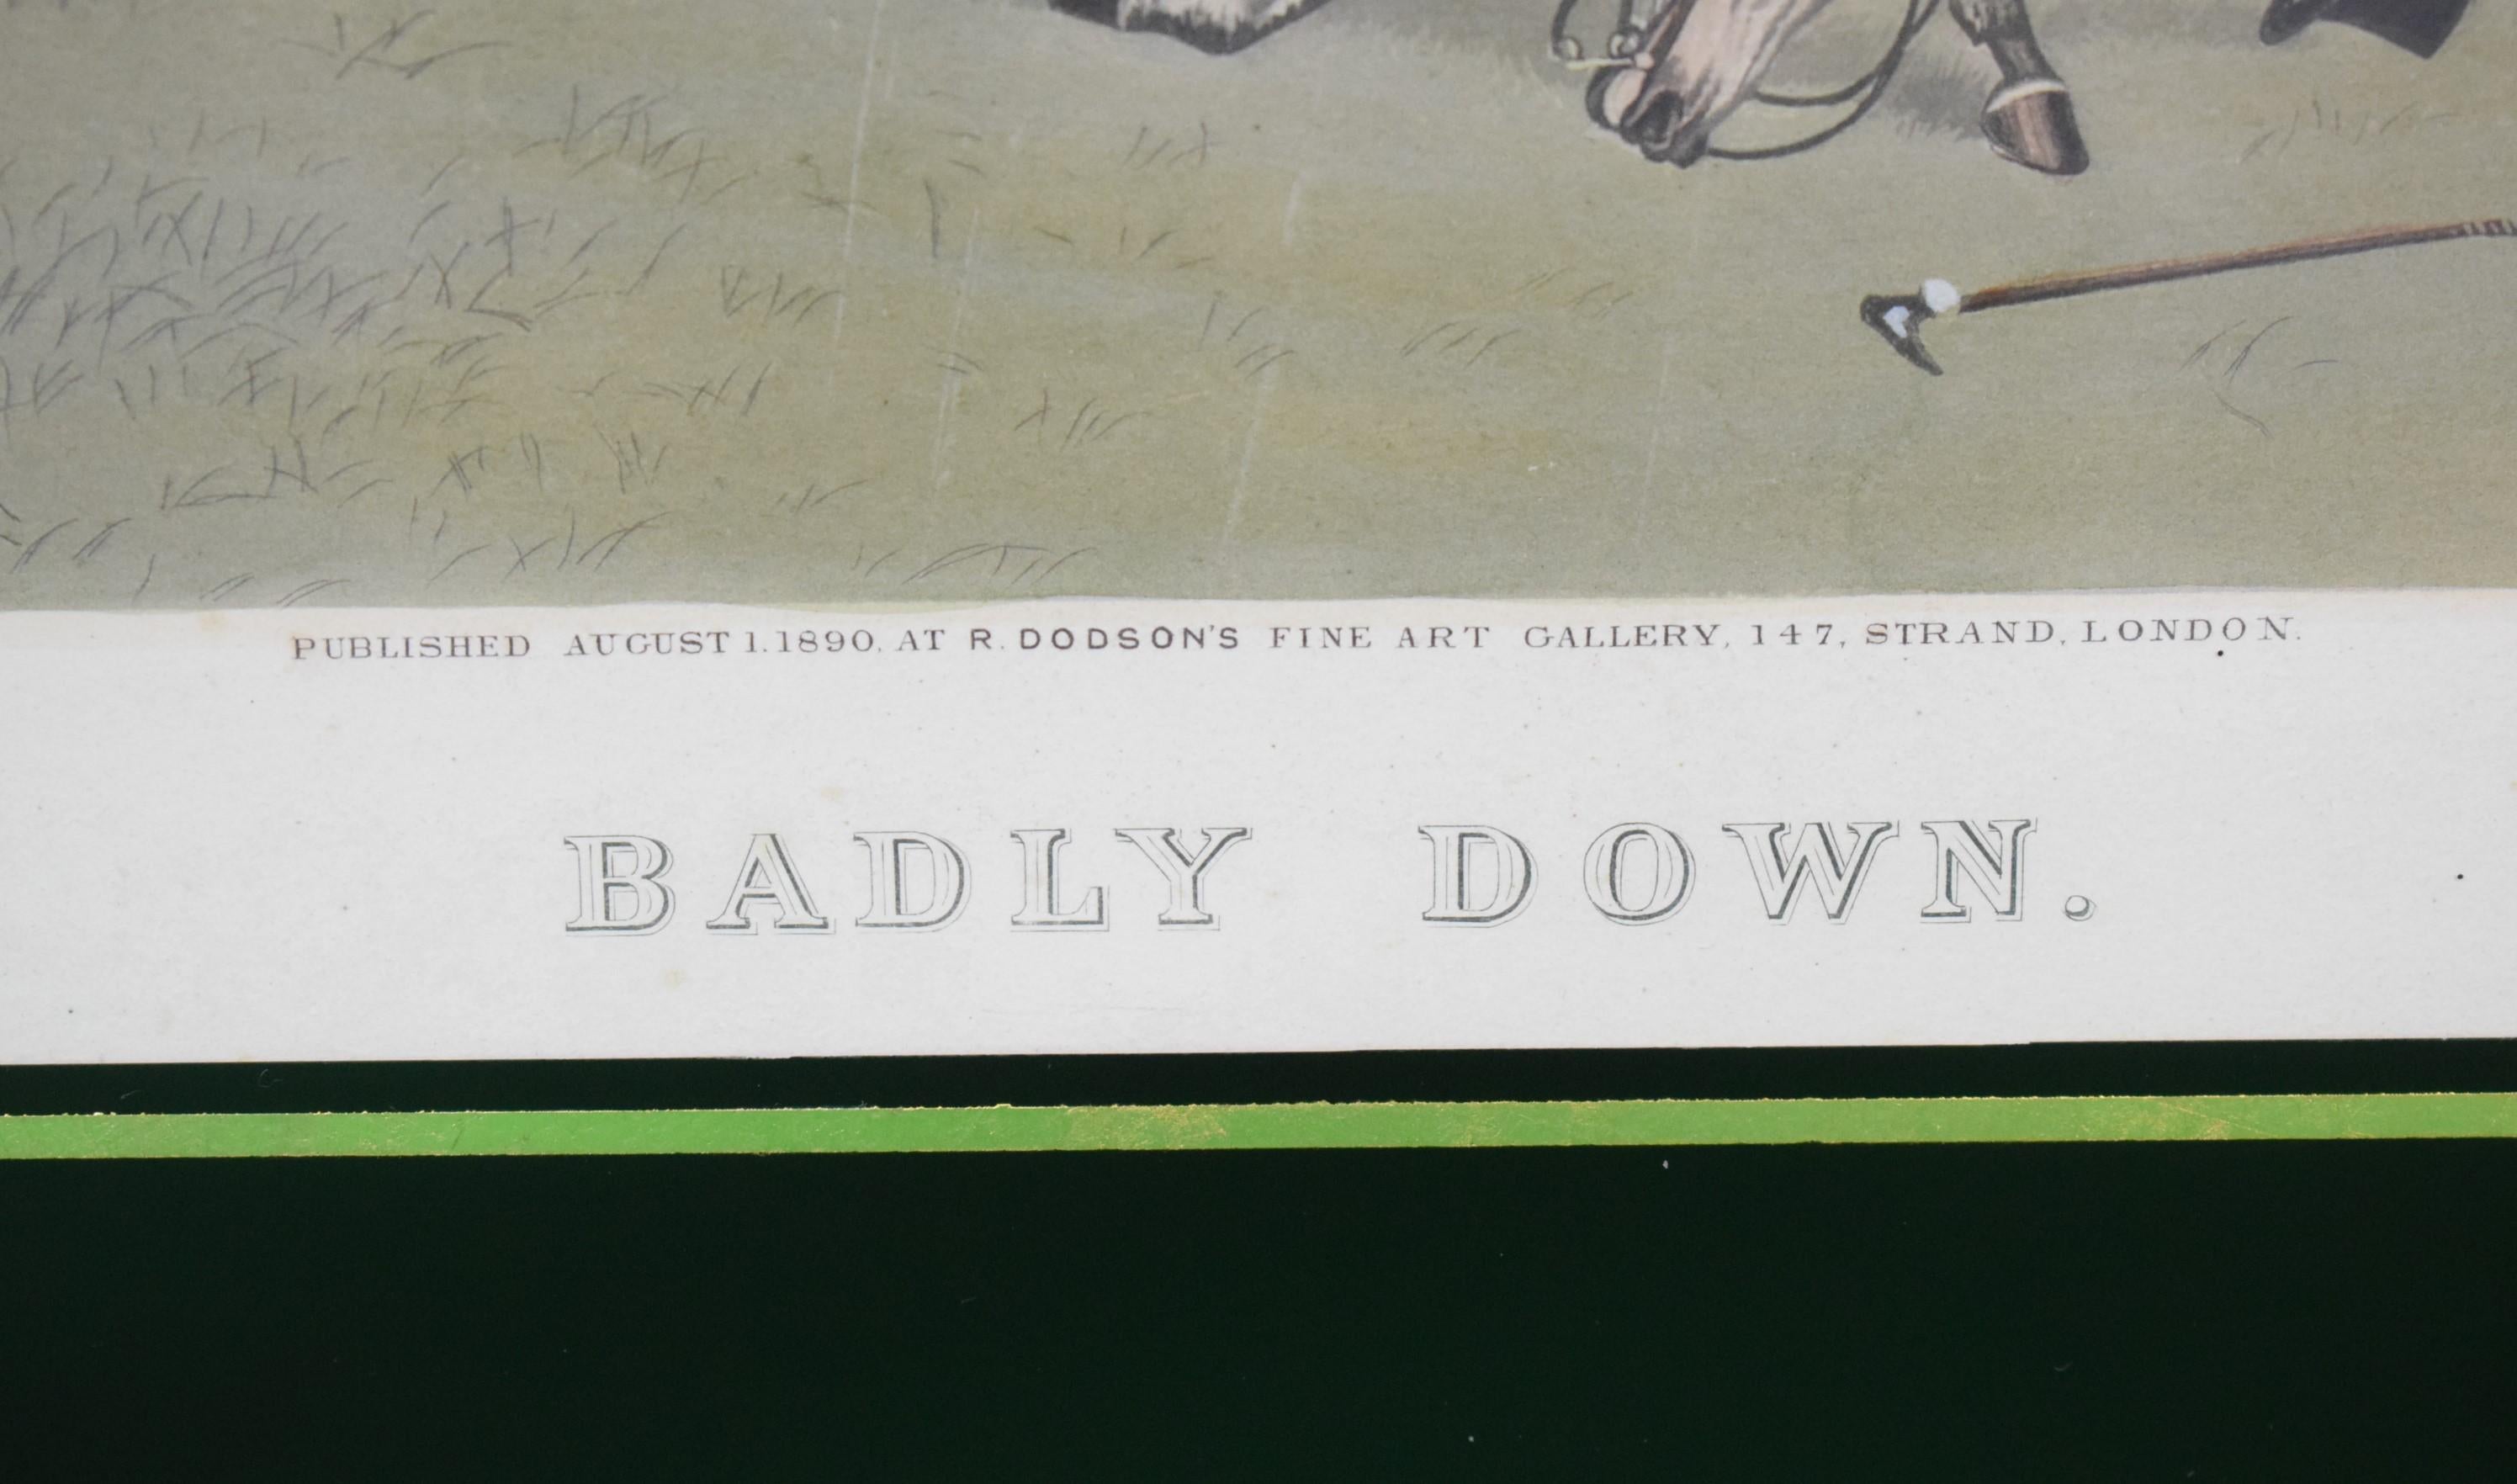 PUBLISHED AUGUST 1. 1890, AT R. DODSON'S FINE ART GALLERY, 147, STRAND, LONDON.
BADLY DOWN.